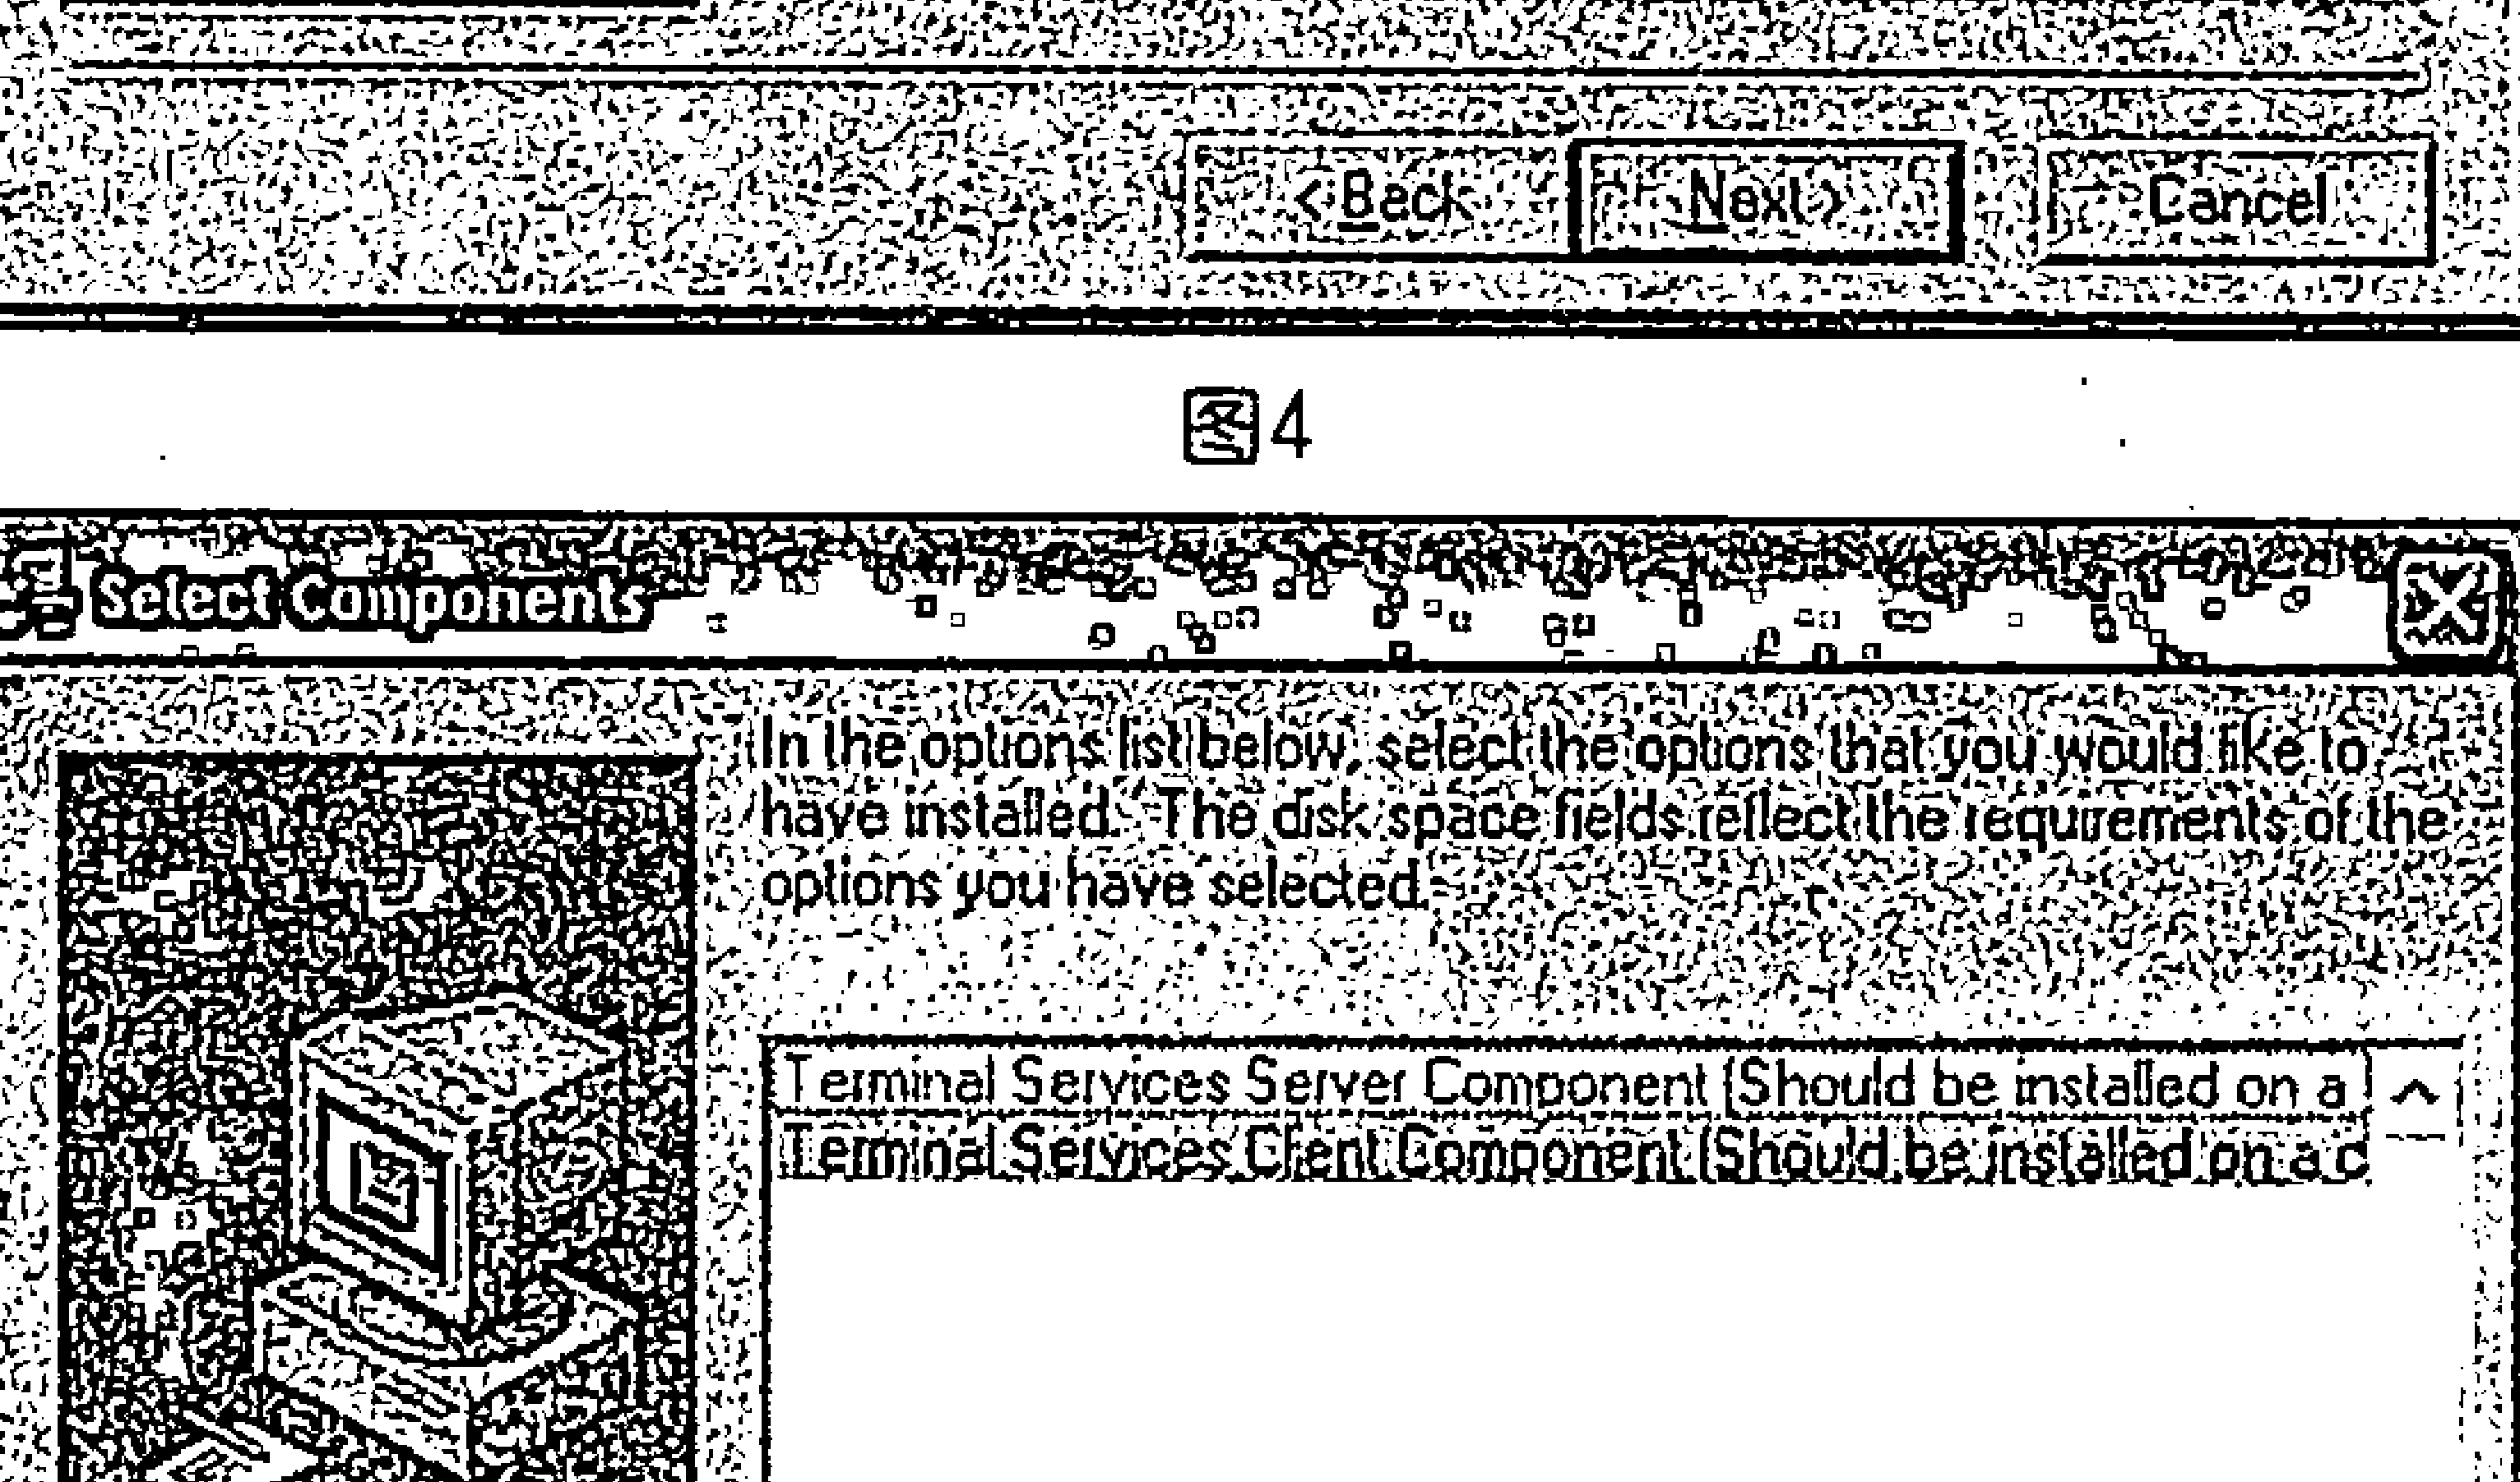 < Back Next > Cancel
图4
Select Components
In the options list below, select the options that you would like to
have installed. The disk space fields reflect the requirements of the
options you have selected.
Terminal Services Server Component (Should be installed on a
Terminal Services Client Component (Should be installed on a c